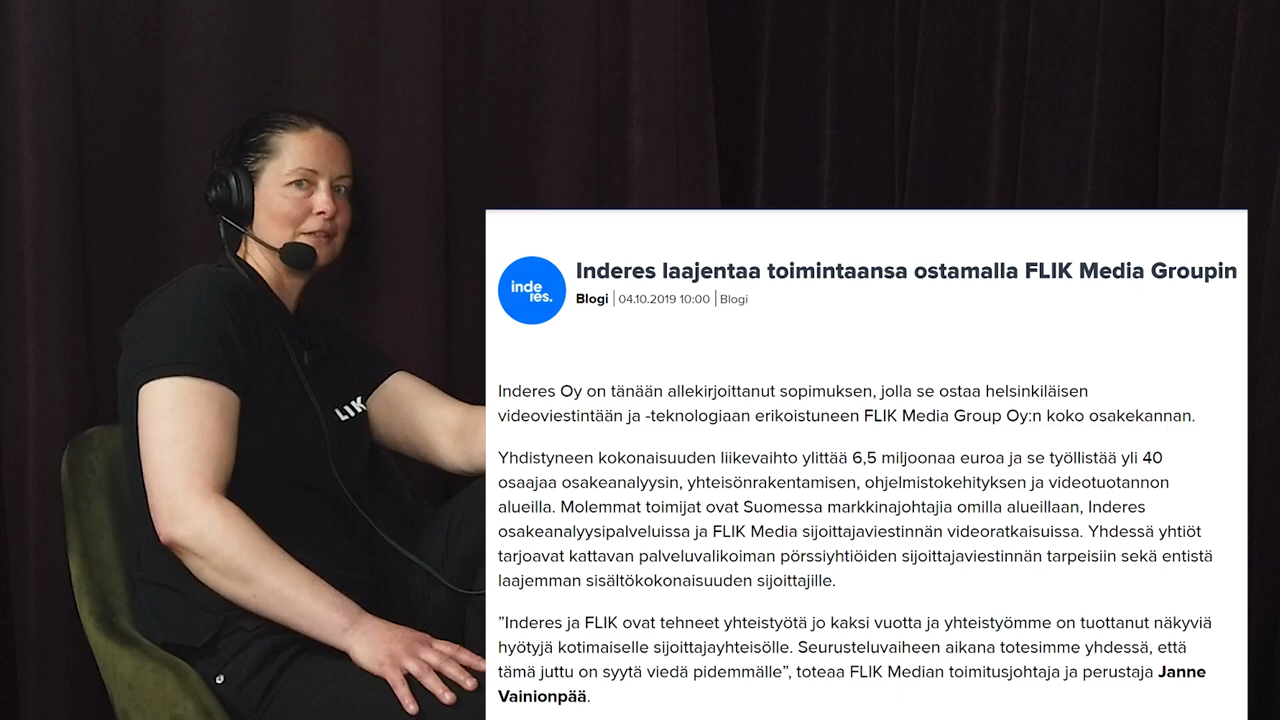 LIK
inde
res.
Inderes laajentaa toimintaansa ostamalla FLIK Media Groupin
Blogi | 04.10.2019 10:00 | Blogi
Inderes Oy on tänään allekirjoittanut sopimuksen, jolla se ostaa helsinkiläisen
videoviestintään ja -teknologiaan erikoistuneen FLIK Media Group Oy:n koko osakekannan.
Yhdistyneen kokonaisuuden liikevaihto ylittää 6,5 miljoonaa euroa ja se työllistää yli 40
osaajaa osakeanalyysin, yhteisönrakentamisen, ohjelmistokehityksen ja videotuotannon
alueilla. Molemmat toimijat ovat Suomessa markkinajohtajia omilla alueillaan, Inderes
osakeanalyysipalveluissa ja FLIK Media sijoittajaviestinnän videoratkaisuissa. Yhdessä yhtiöt
tarjoavat kattavan palveluvalikoiman pörssiyhtiöiden sijoittajaviestinnän tarpeisiin sekä entistä
laajemman sisältökokonaisuuden sijoittajille.
”Inderes ja FLIK ovat tehneet yhteistyötä jo kaksi vuotta ja yhteistyömme on tuottanut näkyviä
hyötyjä kotimaiselle sijoittajayhteisölle. Seurusteluvaiheen aikana totesimme yhdessä, että
tämä juttu on syytä viedä pidemmälle”, toteaa FLIK Median toimitusjohtaja ja perustaja Janne
Vainionpää.